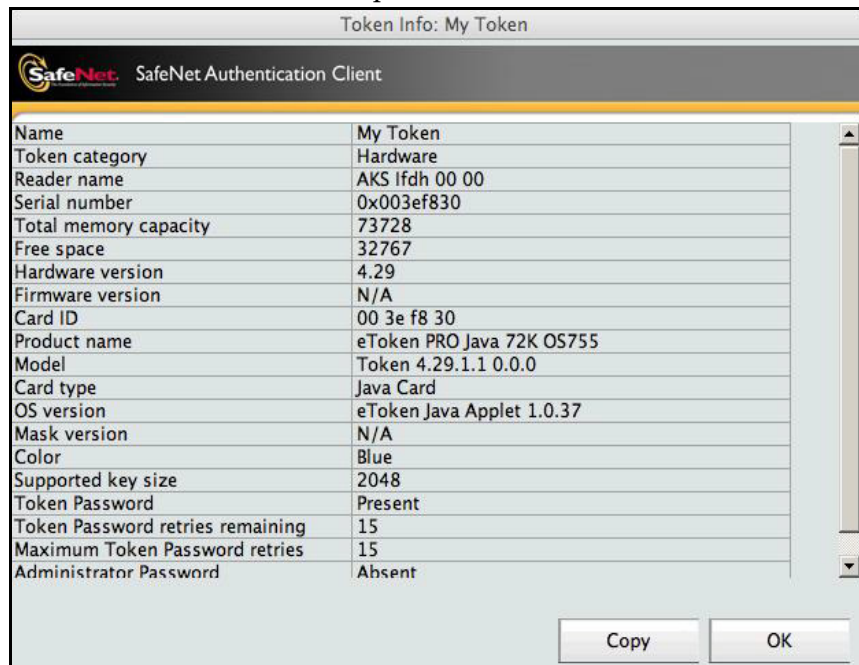 Token Info: My Token
SafeNet. SafeNet Authentication Client
Name My Token
Token category Hardware
Reader name AKS Ifdh 00 00
Serial number 0x003ef830
Total memory capacity 73728
Free space 32767
Hardware version 4.29
Firmware version N/A
Card ID 00 3e f8 30
Product name eToken PRO Java 72K OS755
Model Token 4.29.1.1 0.0.0
Card type Java Card
OS version eToken Java Applet 1.0.37
Mask version N/A
Color Blue
Supported key size 2048
Token Password Present
Token Password retries remaining 15
Maximum Token Password retries 15
Administrator Password Absent
Copy OK